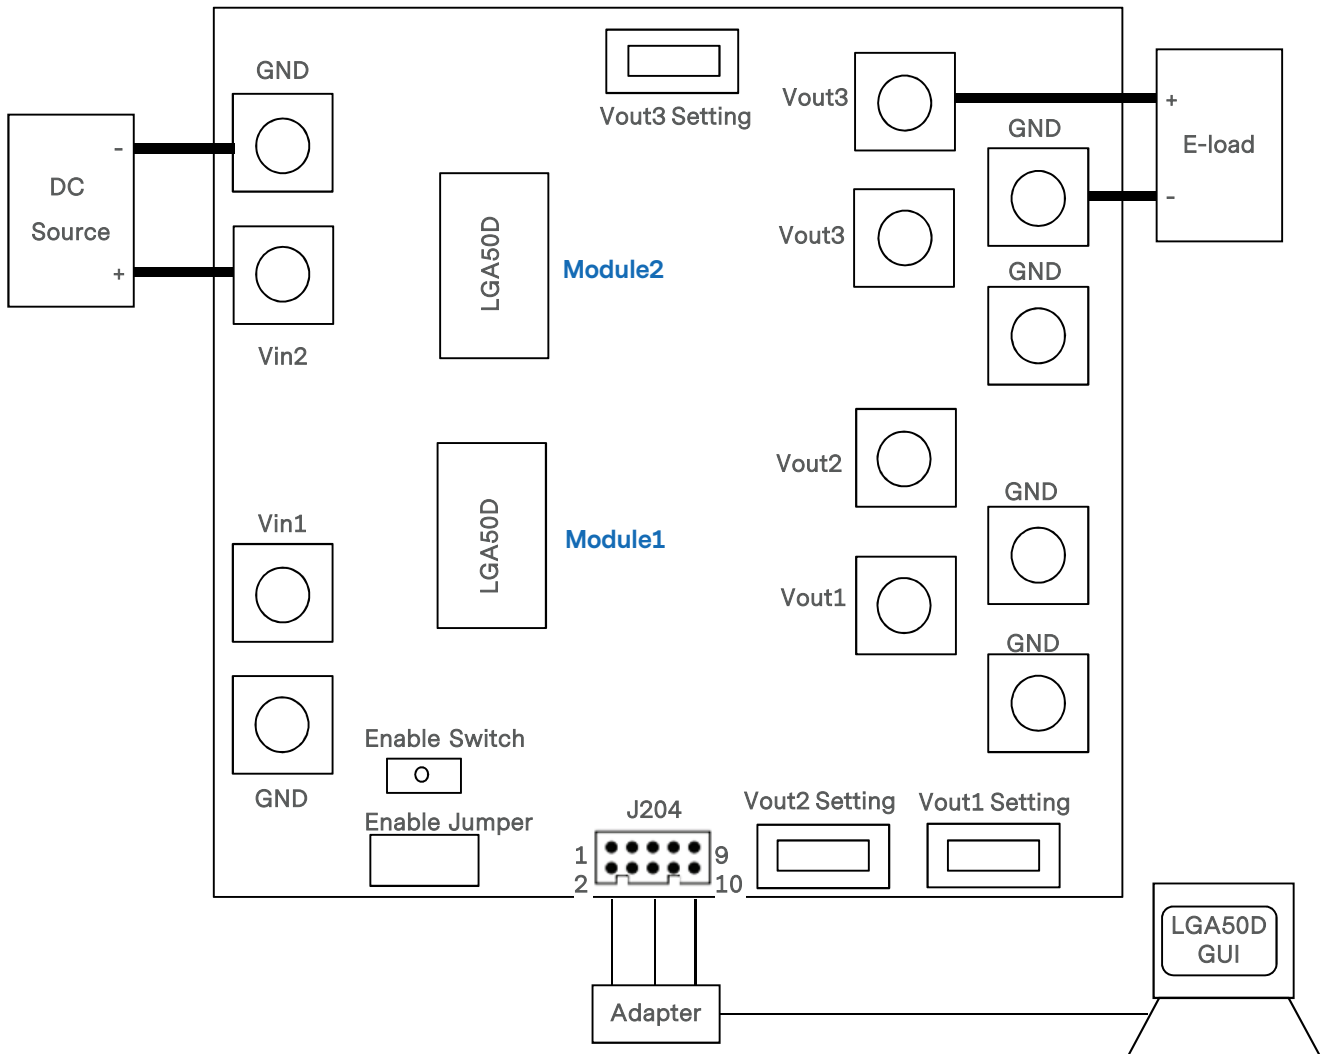 GND
Vout3 Setting
Vout3
+
GND
E-load
-
-
DC
Source
+
Vin2
LGA50D
Module2
Vout3
GND
Vout2
GND
Vin1
LGA50D
Module1
Vout1
GND
GND
Enable Switch
Enable Jumper
J204
1
9
2
10
Vout2 Setting
Vout1 Setting
Adapter
LGA50D
GUI